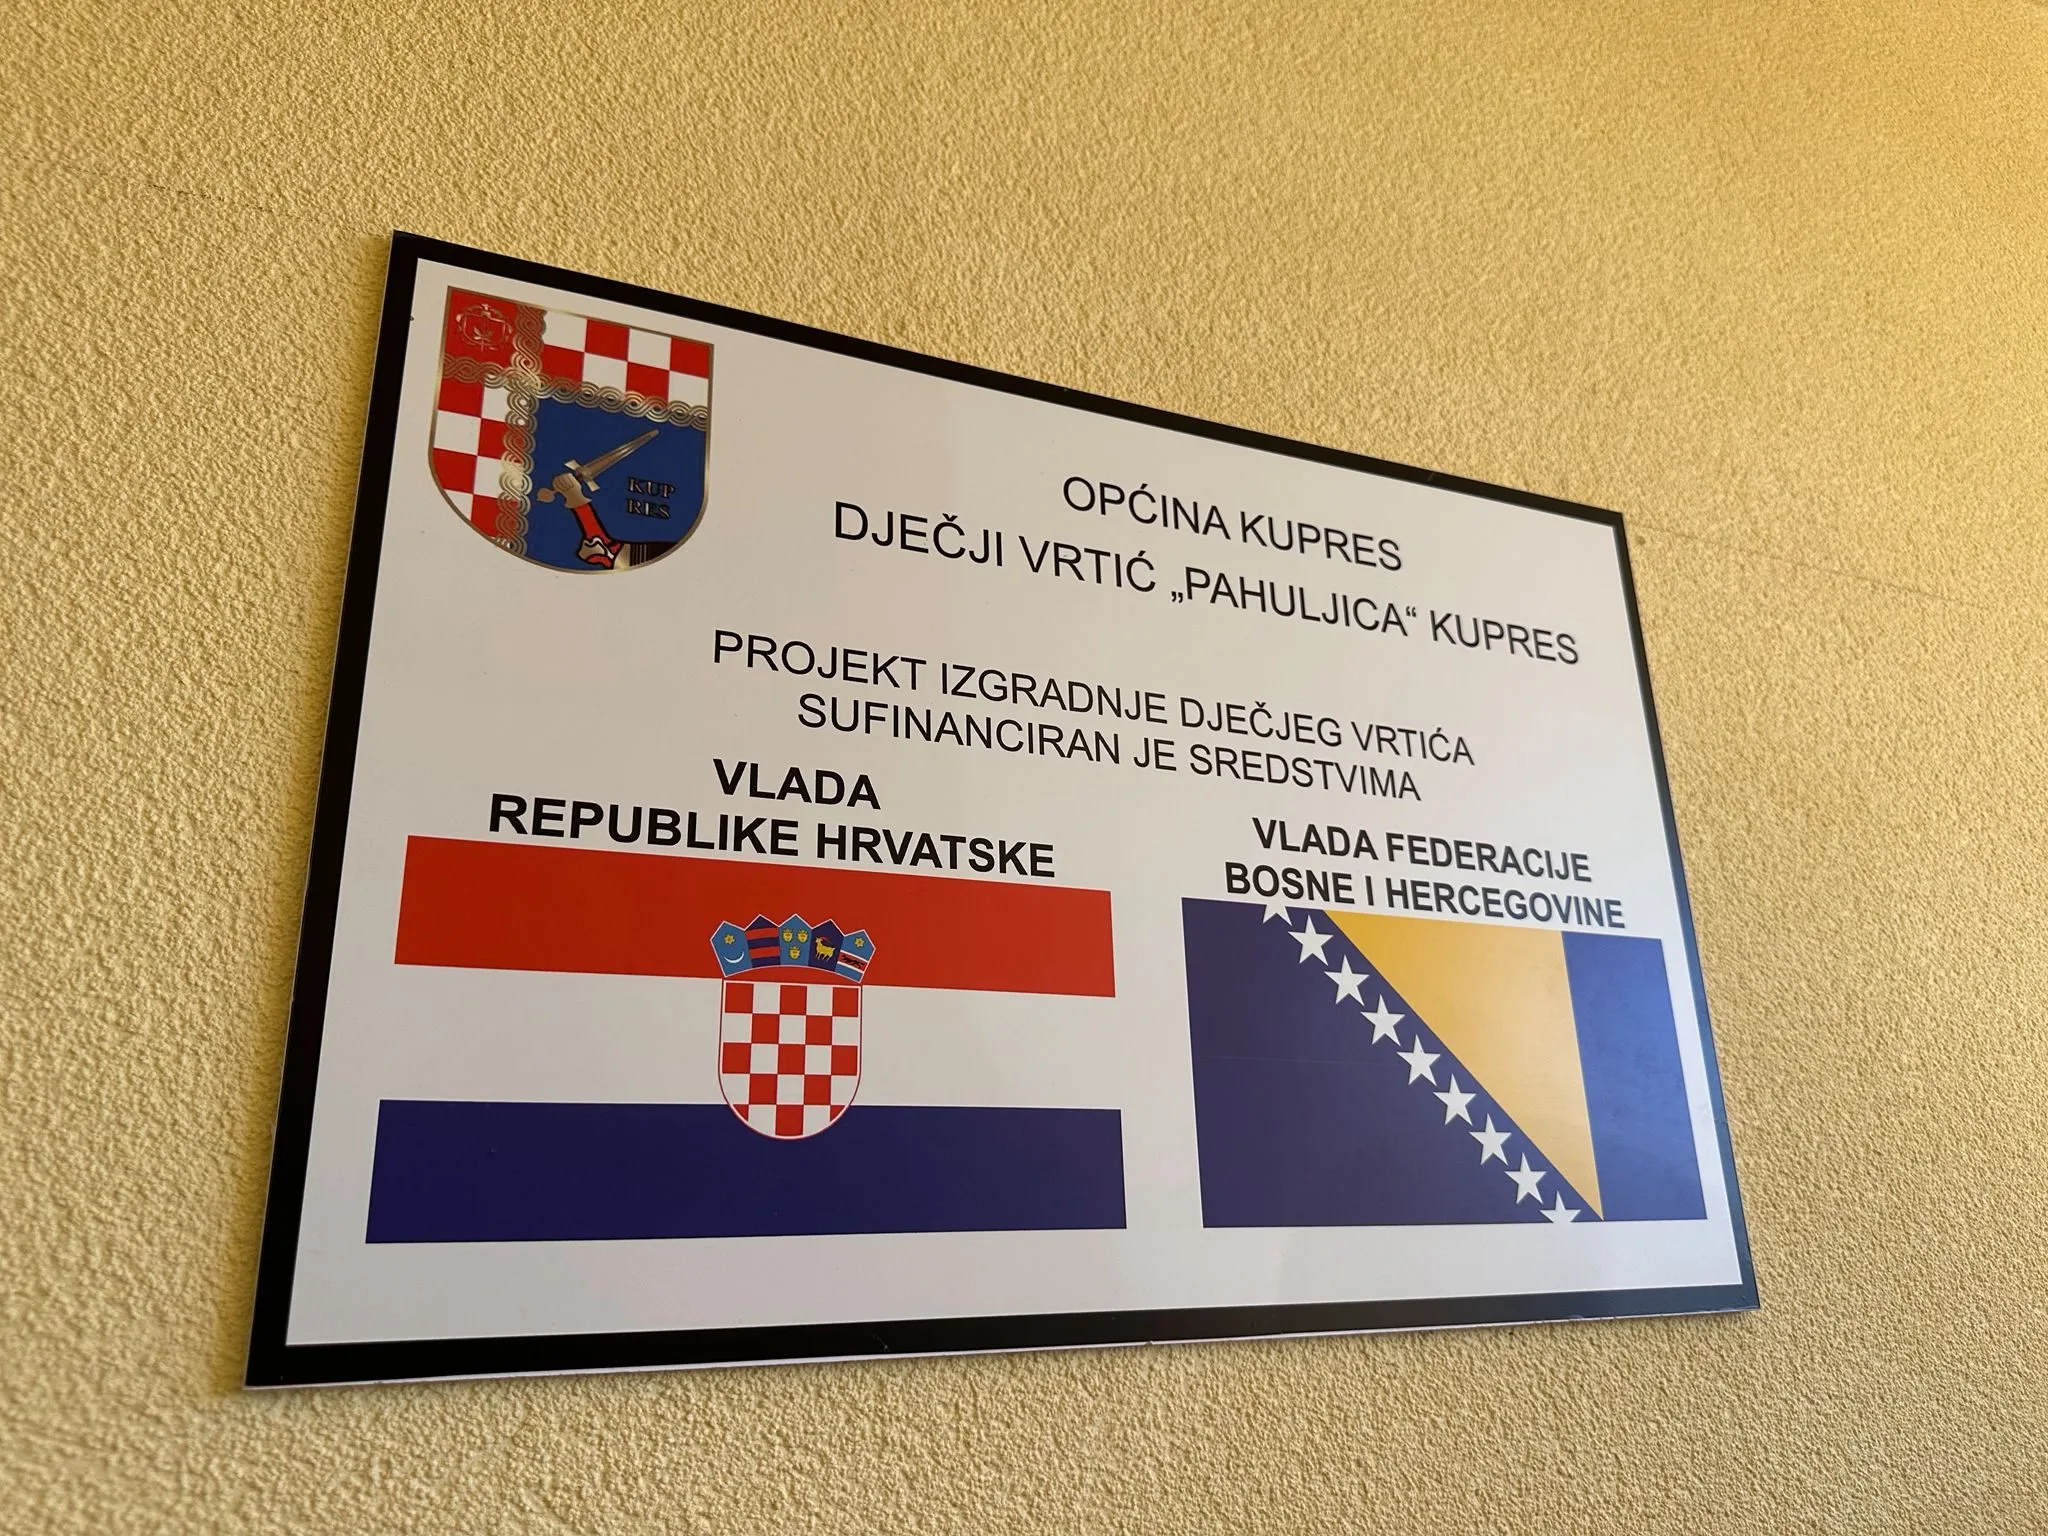 KUP
RES
OPĆINA KUPRES
DJEČJI VRTIĆ „PAHULJICA“ KUPRES
PROJEKT IZGRADNJE DJEČJEG VRTIĆA
SUFINANCIRAN JE SREDSTVIMA
VLADA
REPUBLIKE HRVATSKE
VLADA FEDERACIJE
BOSNE I HERCEGOVINE